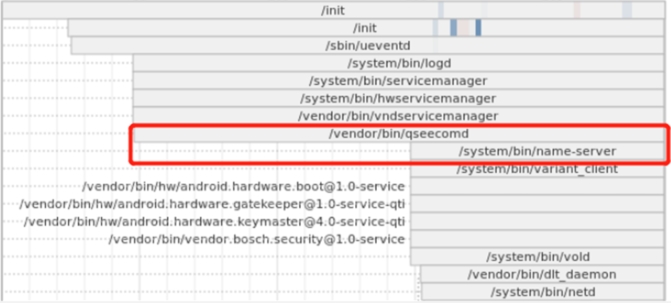 /init
/init
/sbin/ueventd
/system/bin/logd
/system/bin/servicemanager
/system/bin/hwservicemanager
/vendor/bin/vndservicemanager
/vendor/bin/qseecomd
/system/bin/name-server
/system/bin/variant_client
/vendor/bin/hw/android.hardware.boot@1.0-service
/vendor/bin/hw/android.hardware.gatekeeper@1.0-service-qti
/vendor/bin/hw/android.hardware.keymaster@4.0-service-qti
/vendor/bin/vendor.bosch.security@1.0-service
/system/bin/vold
/vendor/bin/dlt_daemon
/system/bin/netd